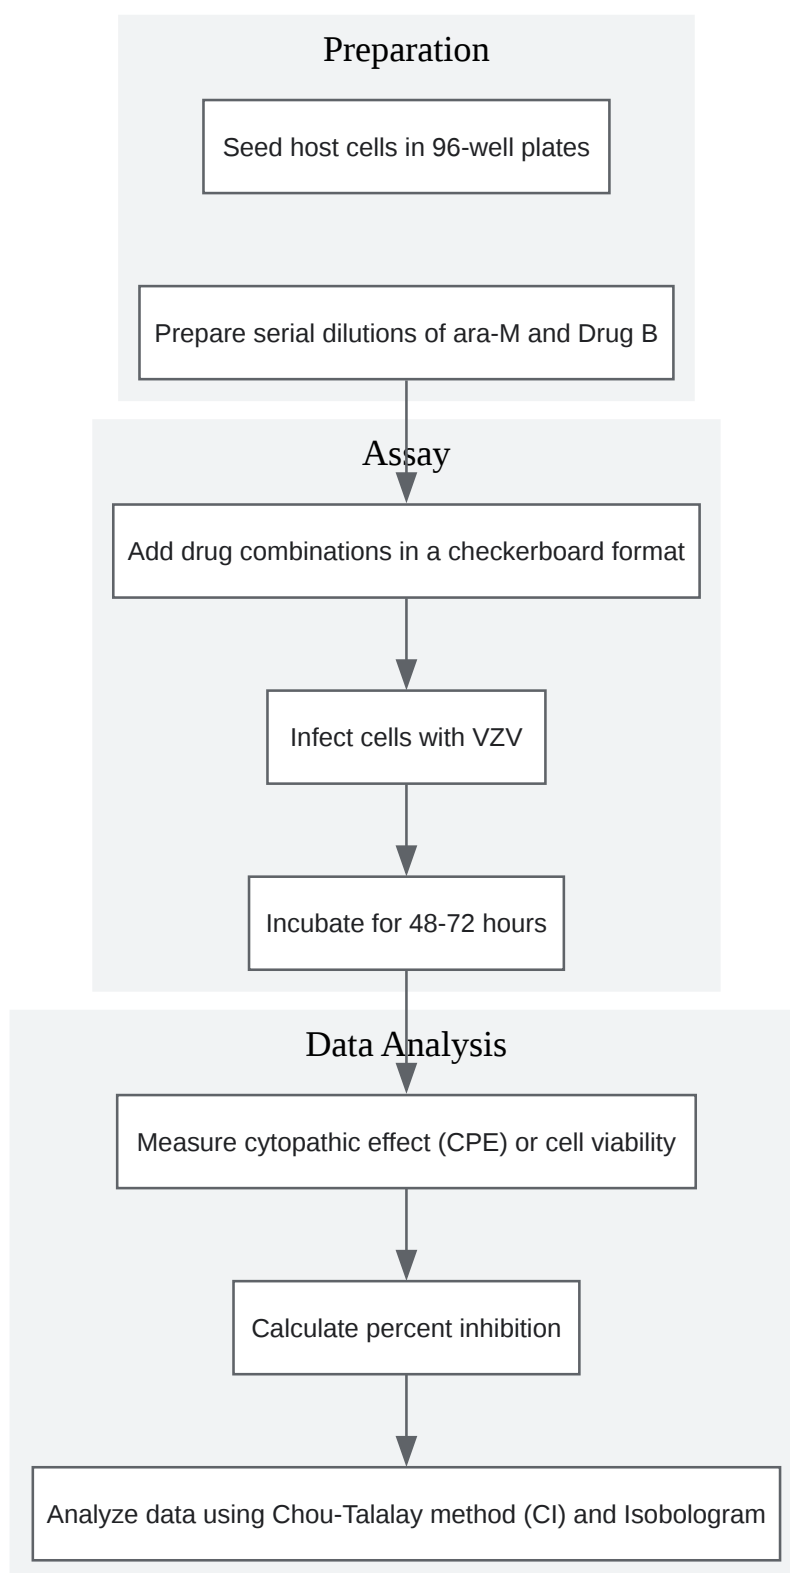 Preparation
Seed host cells in 96-well plates
Prepare serial dilutions of ara-M and Drug B
Assay
Add drug combinations in a checkerboard format
Infect cells with VZV
Incubate for 48-72 hours
Data Analysis
Measure cytopathic effect (CPE) or cell viability
Calculate percent inhibition
Analyze data using Chou-Talalay method (CI) and Isobologram